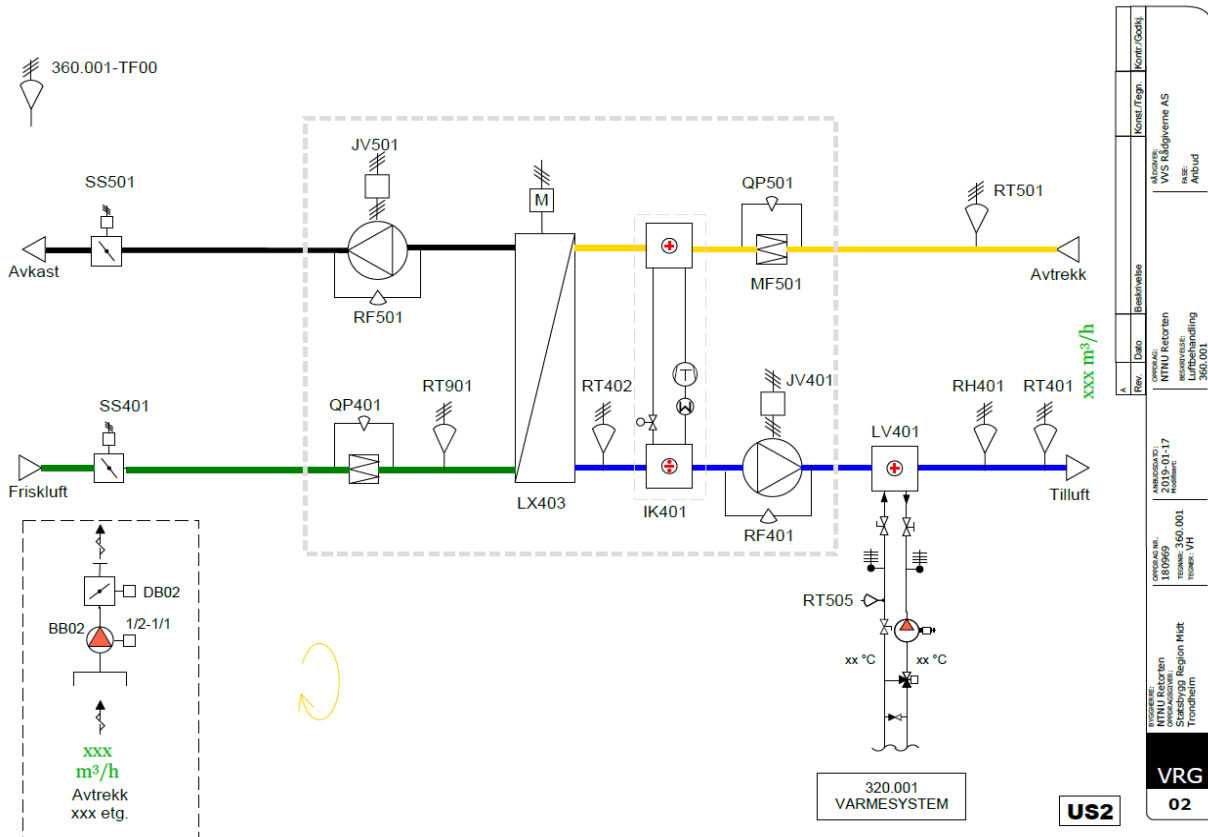 360.001-TF00
JV501
SS501
M
QP501
RT501
Avkast
RF501
MF501
Avtrekk
xxx m³/h
SS401
QP401
RT901
RT402
T
M
JV401
RH401
RT401
LV401
Friskluft
LX403
IK401
RF401
Tilluft
DB02
BB02
1/2-1/1
RT505
xx °C
xx °C
xxx
m³/h
Avtrekk
xxx etg.
320.001
VARMESYSTEM
US2
A
Rev.
Dato
Beskrivelse
Konst./Tegn.
Kontr./Godkj.
BYGGHERRE:
NTNU Retorten
OPPDRAGSGIVER:
Statsbygg Region Midt
Trondheim
OPPDRAG NR.
180969
TEGNNR: 360.001
TEGNER: VH
ANBUDSDATO:
2019-01-17
Modifisert:
OPPDRAG:
NTNU Retorten
BESKRIVELSE:
Luftbehandling
360.001
RÅDGIVER:
VVS Rådgiverne AS
FASE:
Anbud
VRG
02